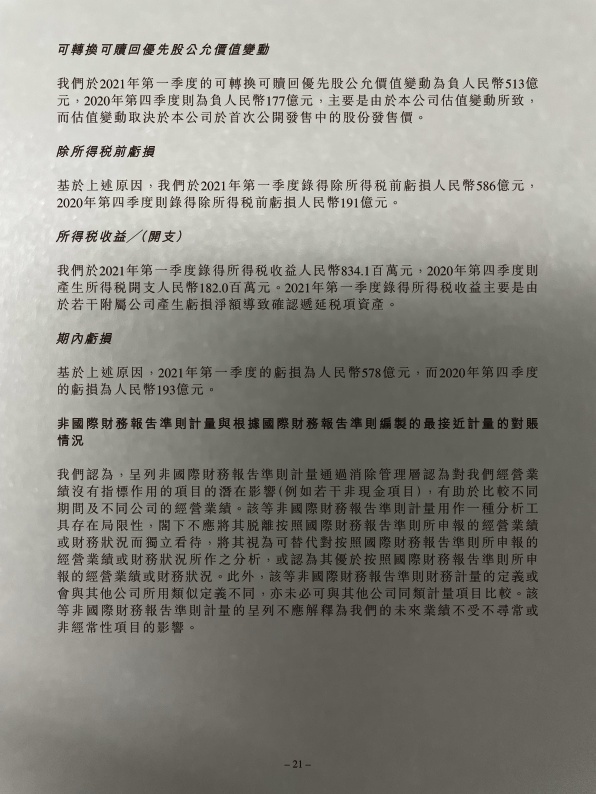 可轉換可贖回優先股公允價值變動
我們於2021年第一季度的可轉換可贖回優先股公允價值變動為負人民幣513億
元，2020年第四季度則為負人民幣177億元，主要是由於本公司估值變動所致，
而估值變動取決於本公司於首次公開發售中的股份發售價。
除所得稅前虧損
基於上述原因，我們於2021年第一季度錄得除所得稅前虧損人民幣586億元，
2020年第四季度則錄得除所得稅前虧損人民幣191億元。
所得稅收益╱（開支）
我們於2021年第一季度錄得所得稅收益人民幣834.1百萬元，2020年第四季度則
產生所得稅開支人民幣182.0百萬元。2021年第一季度錄得所得稅收益主要是由
於若干附屬公司產生虧損淨額導致確認遞延稅項資產。
期內虧損
基於上述原因，2021年第一季度的虧損為人民幣578億元，而2020年第四季度
的虧損為人民幣193億元。
非國際財務報告準則計量與根據國際財務報告準則編製的最接近計量的對賬
情況
我們認為，呈列非國際財務報告準則計量通過消除管理層認為對我們經營業
績沒有指標作用的項目的潛在影響（例如若干非現金項目），有助於比較不同
期間及不同公司的經營業績。該等非國際財務報告準則計量用作一種分析工
具存在局限性，閣下不應將其脫離按照國際財務報告準則所申報的經營業績
或財務狀況而獨立看待，將其視為可替代對按照國際財務報告準則所申報的
經營業績或財務狀況所作之分析，或認為其優於按照國際財務報告準則所申
報的經營業績或財務狀況。此外，該等非國際財務報告準則財務計量的定義或
會與其他公司所用類似定義不同，亦未必可與其他公司同類計量項目比較。該
等非國際財務報告準則計量的呈列不應解釋為我們的未來業績不受不尋常或
非經常性項目的影響。
– 21 –